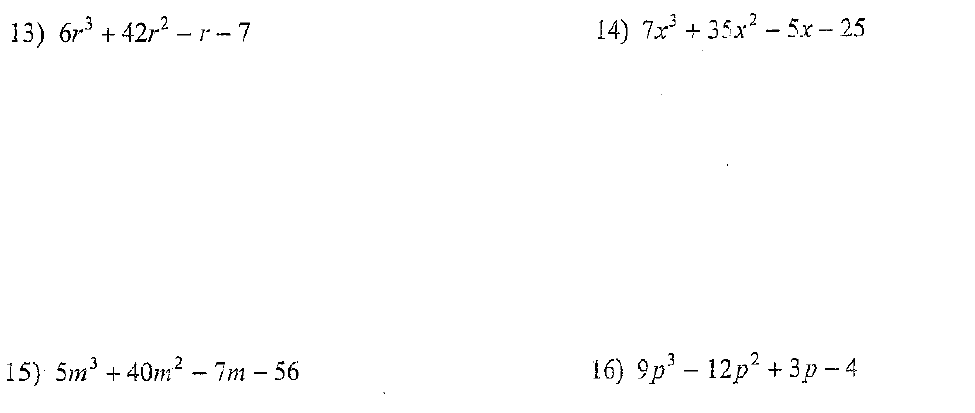 13) 6r³ + 42r² − r − 7
14) 7x³ + 35x² − 5x − 25
15) 5m³ + 40m² − 7m − 56
16) 9p³ − 12p² + 3p − 4